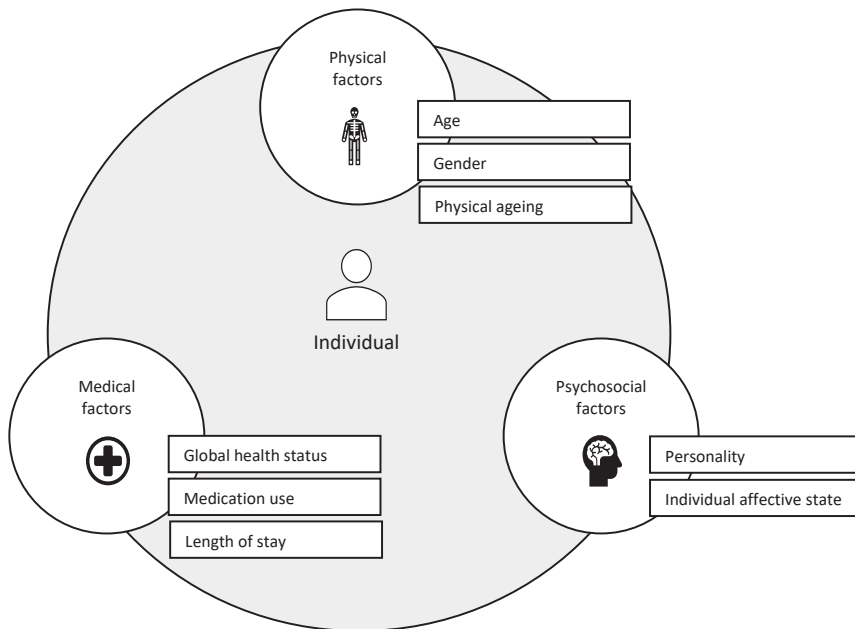 Physical
factors
Age
Gender
Physical ageing
Individual
Medical
factors
Global health status
Medication use
Length of stay
Psychosocial
factors
Personality
Individual affective state